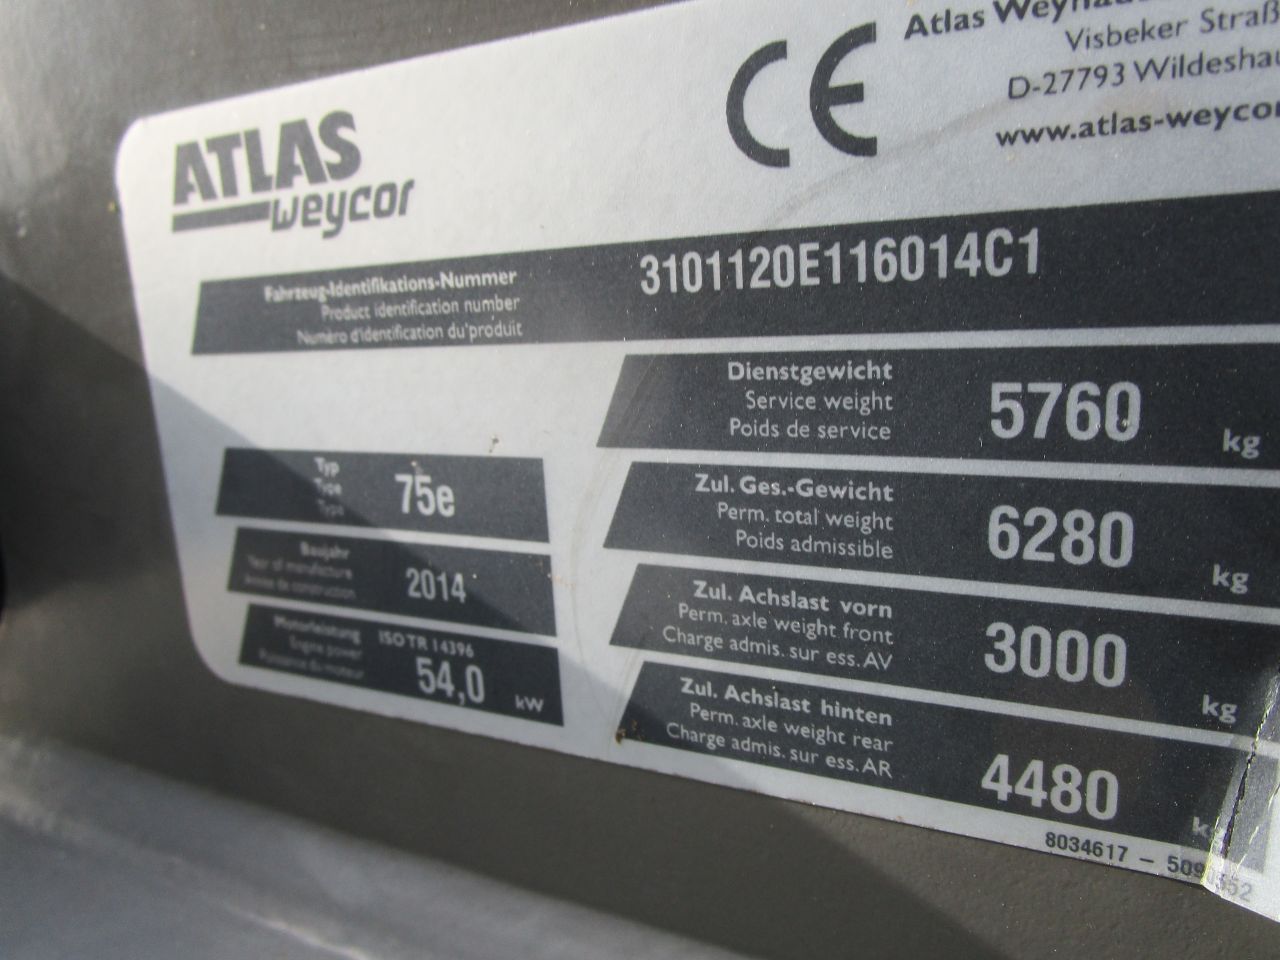 ATLAS
weycor
CE
Atlas
Visbeker
D-27793
www.atlas-weycor
Fahrzeug-Identifikations-Nummer
Product identification number
Numéro d'identification du produit
3101120E116014C1
Typ
Type
Type
75e
Baujahr
Year of manufacture
Année de construction
2014
Motorleistung
Engine power
Puissance du moteur
ISO TR 14396
54,0 kW
Dienstgewicht
Service weight
Poids de service
5760 kg
Zul. Ges.-Gewicht
Perm. total weight
Poids admissible
6280 kg
Zul. Achslast vorn
Perm. axle weight front
Charge admis. sur ess. AV
3000 kg
Zul. Achslast hinten
Perm. axle weight rear
Charge admis. sur ess. AR
4480
8034617 –